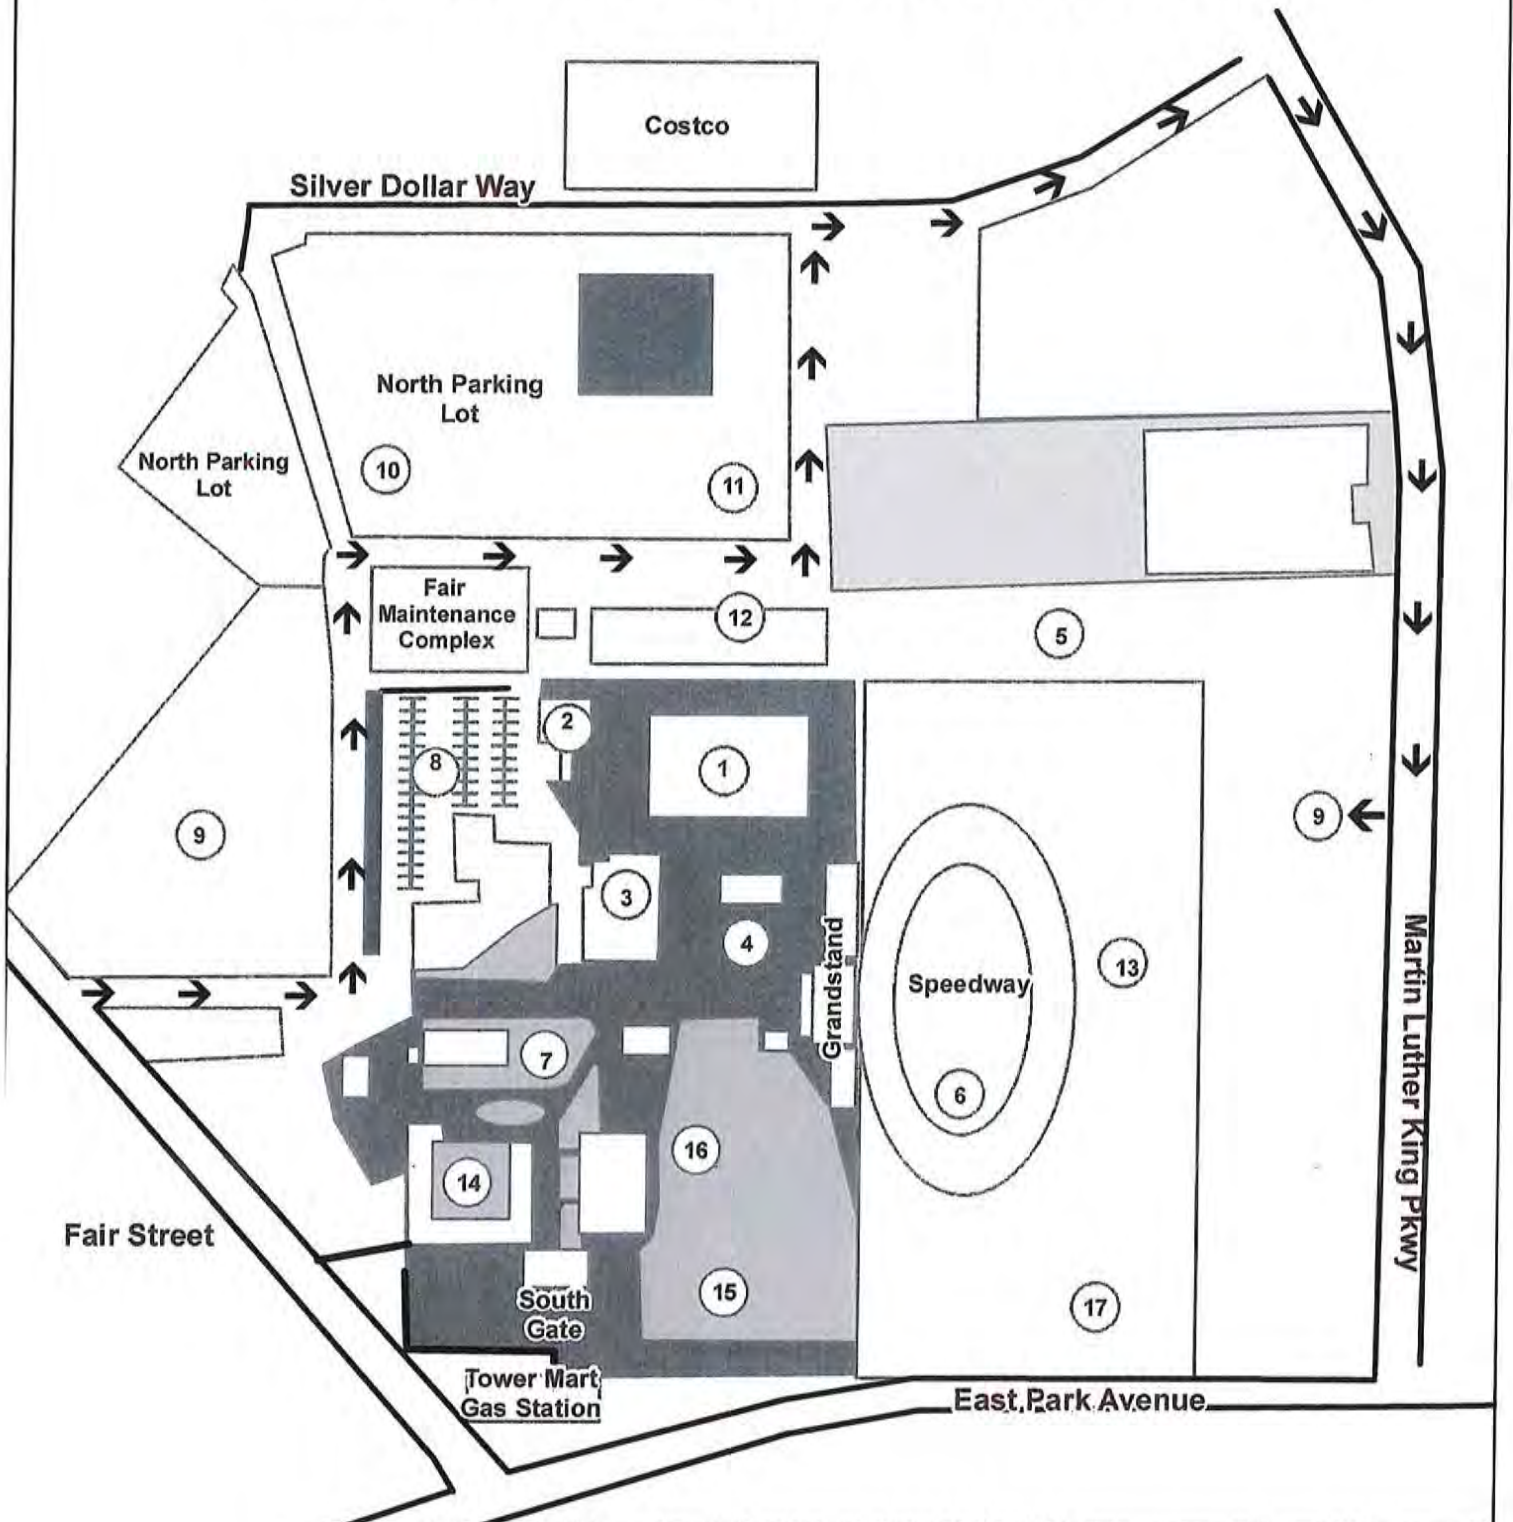 Costco
Silver Dollar Way
North Parking
Lot
North Parking
Lot
10
11
Fair
Maintenance
Complex
12
5
2
1
8
9
9
3
4
Grandstand
Speedway
13
Martin Luther King Pkwy
7
6
16
14
Fair Street
15
17
South
Gate
Tower Mart
Gas Station
East Park Avenue